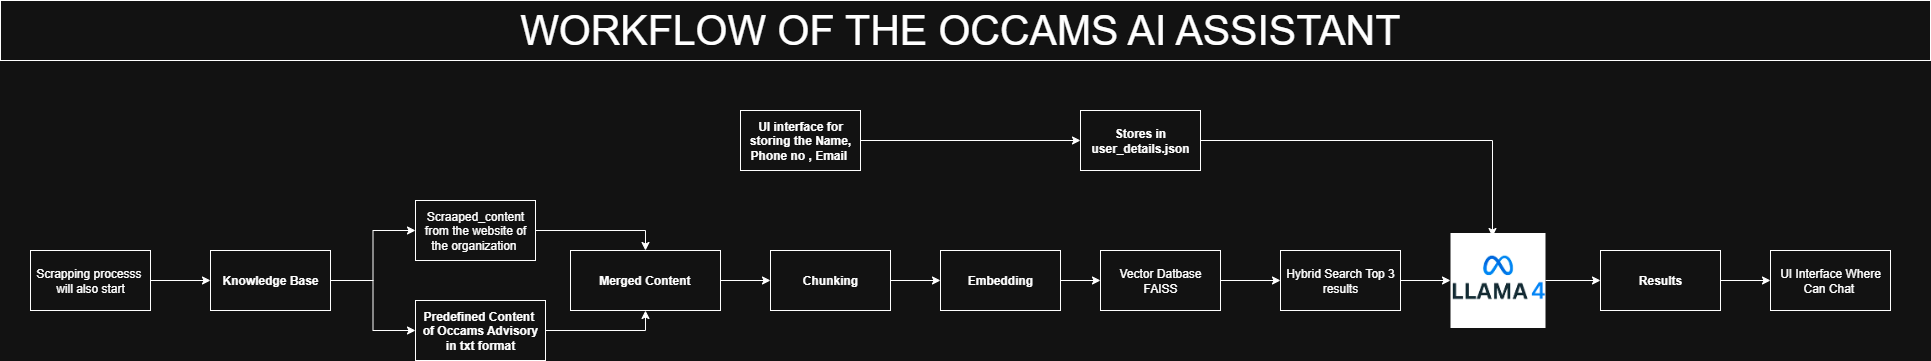 WORKFLOW OF THE OCCAMS AI ASSISTANT
UI interface for
storing the Name,
Phone no , Email
Stores in
user_details.json
Scrapping processs
will also start
Knowledge Base
Scraaped_content
from the website of
the organization
Predefined Content
of Occams Advisory
in txt format
Merged Content
Chunking
Embedding
Vector Datbase
FAISS
Hybrid Search Top 3
results
LLAMA 4
Results
UI Interface Where
Can Chat